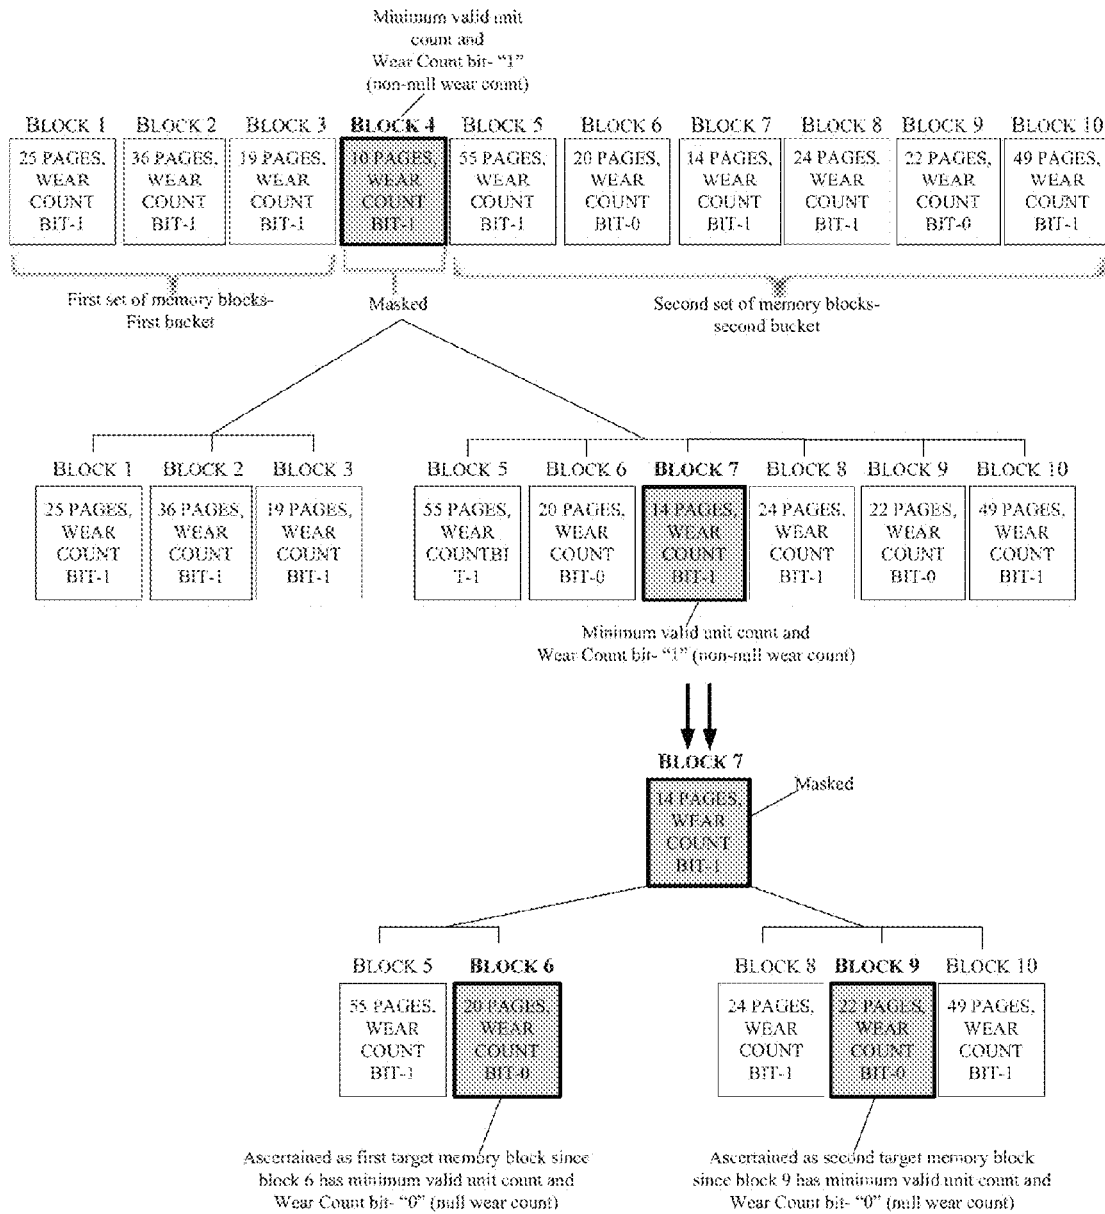 Minimum valid unit
count and
Wear Count bit- “1”
(non-null wear count)
BLOCK 1 BLOCK 2 BLOCK 3 BLOCK 4 BLOCK 5 BLOCK 6 BLOCK 7 BLOCK 8 BLOCK 9 BLOCK 10
25 PAGES, 36 PAGES, 19 PAGES, 10 PAGES, 55 PAGES, 20 PAGES, 14 PAGES, 24 PAGES, 22 PAGES, 49 PAGES,
WEAR WEAR WEAR WEAR WEAR WEAR WEAR WEAR WEAR WEAR
COUNT COUNT COUNT COUNT COUNT COUNT COUNT COUNT COUNT COUNT
BIT-1 BIT-1 BIT-1 BIT-1 BIT-1 BIT-0 BIT-1 BIT-1 BIT-0 BIT-1
First set of memory blocks- Masked Second set of memory blocks-
First bucket second bucket
BLOCK 1 BLOCK 2 BLOCK 3 BLOCK 5 BLOCK 6 BLOCK 7 BLOCK 8 BLOCK 9 BLOCK 10
25 PAGES, 36 PAGES, 19 PAGES, 55 PAGES, 20 PAGES, 14 PAGES, 24 PAGES, 22 PAGES, 49 PAGES,
WEAR WEAR WEAR WEAR WEAR WEAR WEAR WEAR WEAR
COUNT COUNT COUNT COUNTBI COUNT COUNT COUNT COUNT COUNT
BIT-1 BIT-1 BIT-1 T-1 BIT-0 BIT-1 BIT-1 BIT-0 BIT-1
Minimum valid unit count and
Wear Count bit- “1” (non-null wear count)
BLOCK 7
Masked
14 PAGES,
WEAR
COUNT
BIT-1
BLOCK 5 BLOCK 6 BLOCK 8 BLOCK 9 BLOCK 10
55 PAGES, 20 PAGES, 24 PAGES, 22 PAGES, 49 PAGES,
WEAR WEAR WEAR WEAR WEAR
COUNT COUNT COUNT COUNT COUNT
BIT-1 BIT-0 BIT-1 BIT-0 BIT-1
Ascertained as first target memory block since
block 6 has minimum valid unit count and
Wear Count bit- “0” (null wear count)
Ascertained as second target memory block
since block 9 has minimum valid unit count and
Wear Count bit- “0” (null wear count)